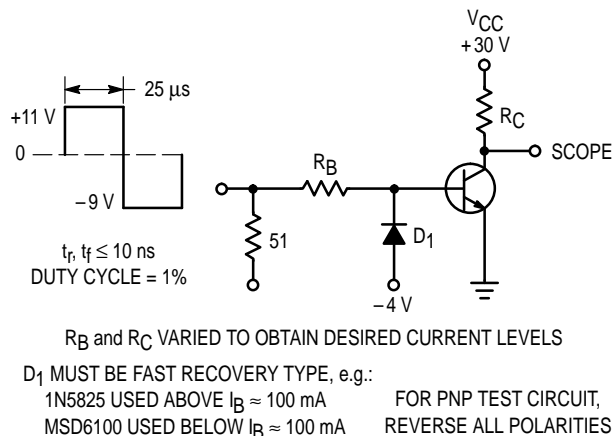 V_CC
+30 V
25 μs
+11 V
R_C
0
SCOPE
R_B
−9 V
51
D_1
t_r, t_f ≤ 10 ns
DUTY CYCLE = 1%
−4 V
R_B and R_C VARIED TO OBTAIN DESIRED CURRENT LEVELS
D_1 MUST BE FAST RECOVERY TYPE, e.g.:
1N5825 USED ABOVE I_B ≈ 100 mA
MSD6100 USED BELOW I_B ≈ 100 mA
FOR PNP TEST CIRCUIT,
REVERSE ALL POLARITIES